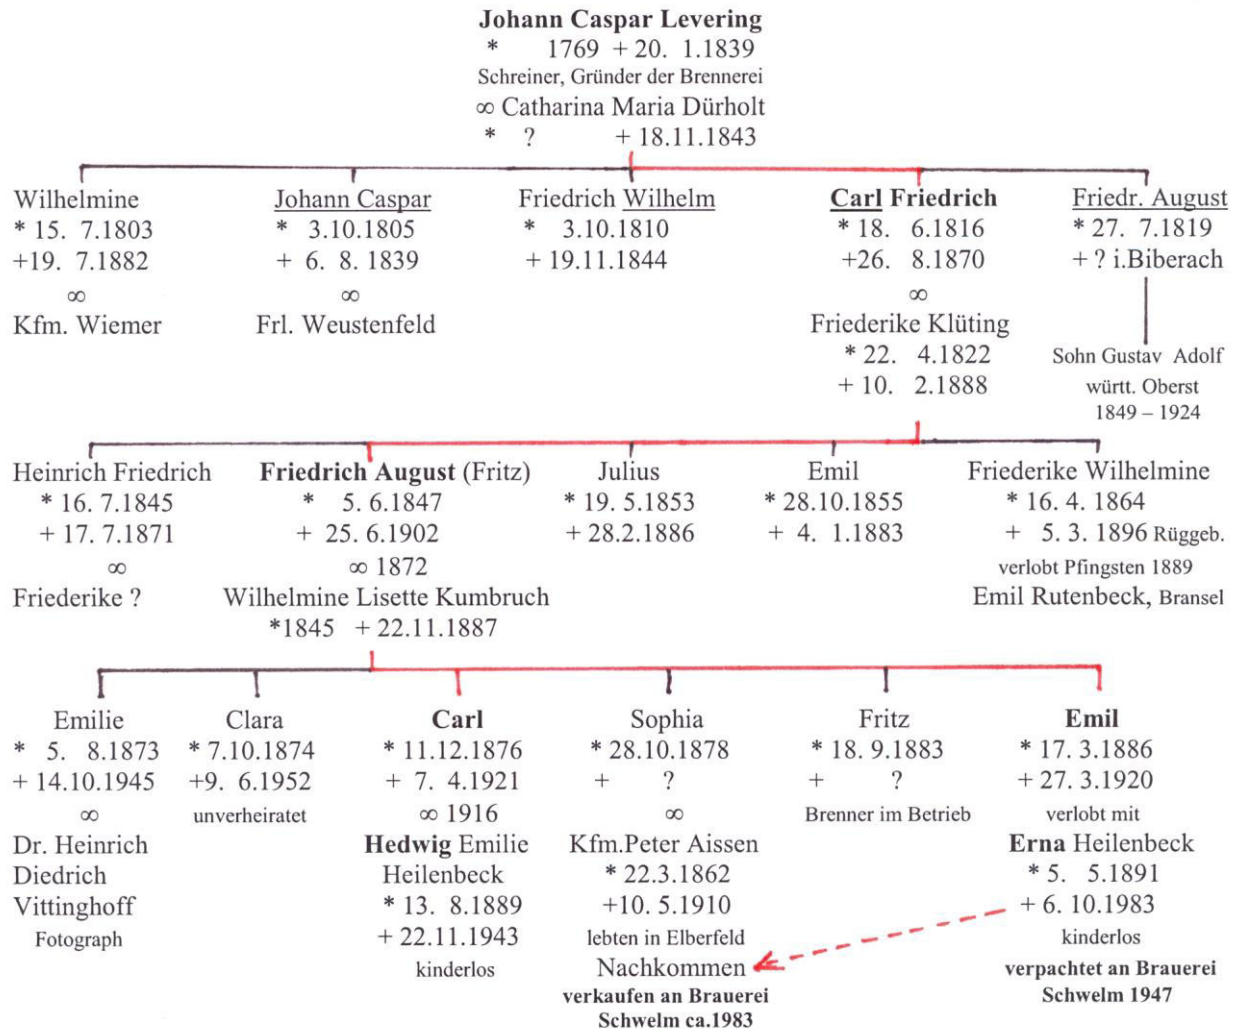 Johann Caspar Levering
* 1769 + 20. 1.1839
Schreiner, Gründer der Brennerei
∞ Catharina Maria Dürholt
* ? + 18.11.1843
Wilhelmine
* 15. 7.1803
+19. 7.1882
∞
Kfm. Wiemer
Johann Caspar
* 3.10.1805
+ 6. 8. 1839
∞
Frl. Weustenfeld
Friedrich Wilhelm
* 3.10.1810
+ 19.11.1844
Carl Friedrich
* 18. 6.1816
+26. 8.1870
∞
Friederike Klüting
* 22. 4.1822
+ 10. 2.1888
Friedr. August
* 27. 7.1819
+ ? i.Biberach
Sohn Gustav Adolf
württ. Oberst
1849 – 1924
Heinrich Friedrich
* 16. 7.1845
+ 17. 7.1871
∞
Friederike ?
Friedrich August (Fritz)
* 5. 6.1847
+ 25. 6.1902
∞ 1872
Wilhelmine Lisette Kumbruch
*1845 + 22.11.1887
Julius
* 19. 5.1853
+ 28.2.1886
Emil
* 28.10.1855
+ 4. 1.1883
Friederike Wilhelmine
* 16. 4. 1864
+ 5. 3. 1896 Rüggeb.
verlobt Pfingsten 1889
Emil Rutenbeck, Bransel
Emilie
* 5. 8.1873
+ 14.10.1945
∞
Dr. Heinrich
Diedrich
Vittinghoff
Fotograph
Clara
* 7.10.1874
+9. 6.1952
unverheiratet
Carl
* 11.12.1876
+ 7. 4.1921
∞ 1916
Hedwig Emilie
Heilenbeck
* 13. 8.1889
+ 22.11.1943
kinderlos
Sophia
* 28.10.1878
+ ?
∞
Kfm.Peter Aissen
* 22.3.1862
+10. 5.1910
lebten in Elberfeld
Nachkommen
verkaufen an Brauerei
Schwelm ca.1983
Fritz
* 18. 9.1883
+ ?
Brenner im Betrieb
Emil
* 17. 3.1886
+ 27. 3.1920
verlobt mit
Erna Heilenbeck
* 5. 5.1891
+ 6. 10.1983
kinderlos
verpachtet an Brauerei
Schwelm 1947